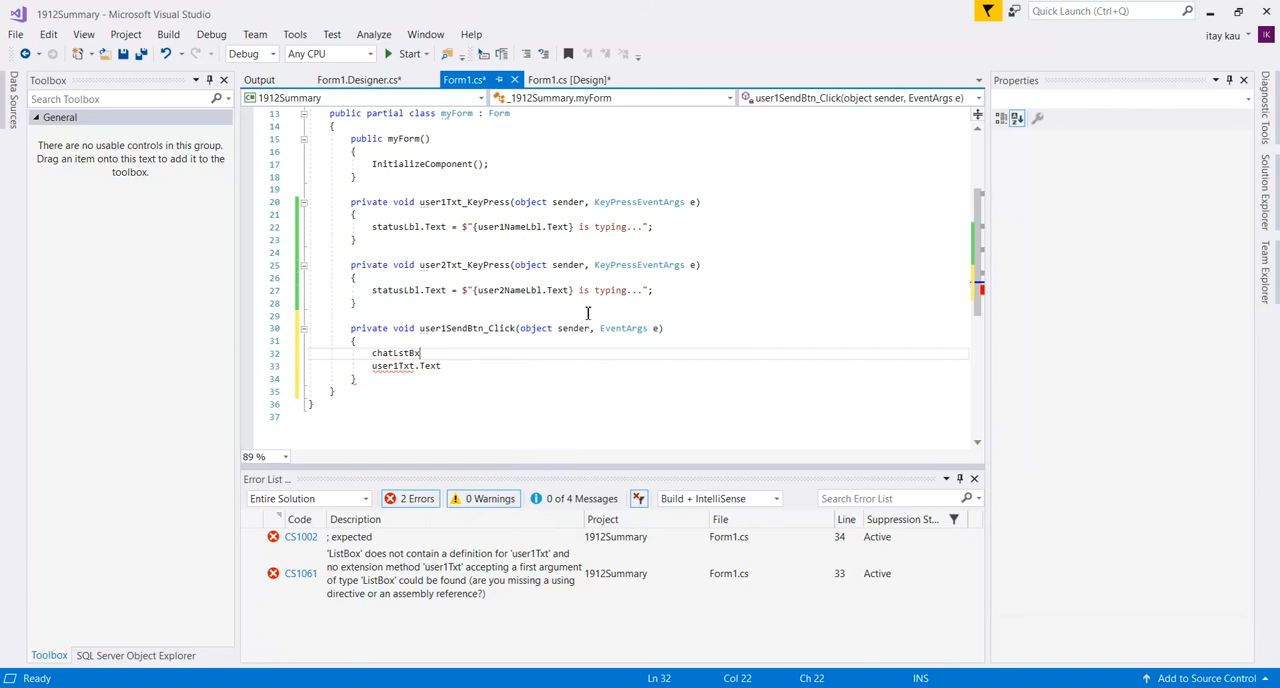 1912Summary - Microsoft Visual Studio
Quick Launch (Ctrl+Q)
File Edit View Project Build Debug Team Tools Test Analyze Window Help
itay kau IK
Debug Any CPU Start
Data Sources
Toolbox
Search Toolbox
General
There are no usable controls in this group.
Drag an item onto this text to add it to the
toolbox.
Output Form1.Designer.cs* Form1.cs* Form1.cs [Design]*
1912Summary _1912Summary.myForm user1SendBtn_Click(object sender, EventArgs e)
13 public partial class myForm : Form
14 {
15 public myForm()
16 {
17 InitializeComponent();
18 }
19
20 private void user1Txt_KeyPress(object sender, KeyPressEventArgs e)
21 {
22 statusLbl.Text = $"{user1NameLbl.Text} is typing...";
23 }
24
25 private void user2Txt_KeyPress(object sender, KeyPressEventArgs e)
26 {
27 statusLbl.Text = $"{user2NameLbl.Text} is typing...";
28 }
29
30 private void user1SendBtn_Click(object sender, EventArgs e)
31 {
32 chatLstBx
33 user1Txt.Text
34 }
35 }
36 }
37
89 %
Properties
Diagnostic Tools
Solution Explorer
Team Explorer
Error List ...
Entire Solution 2 Errors 0 Warnings 0 of 4 Messages Build + IntelliSense Search Error List
Code Description Project File Line Suppression St...
CS1002 ; expected 1912Summary Form1.cs 34 Active
CS1061 'ListBox' does not contain a definition for 'user1Txt' and
no extension method 'user1Txt' accepting a first argument
of type 'ListBox' could be found (are you missing a using
directive or an assembly reference?) 1912Summary Form1.cs 33 Active
Toolbox SQL Server Object Explorer
Ready Ln 32 Col 22 Ch 22 INS Add to Source Control